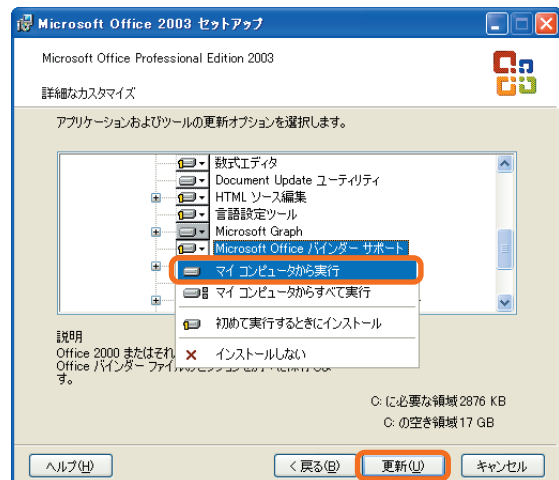 Microsoft Office 2003 セットアップ
Microsoft Office Professional Edition 2003
詳細なカスタマイズ
アプリケーションおよびツールの更新オプションを選択します。
数式エディタ
Document Update ユーティリティ
HTML ソース編集
言語設定ツール
Microsoft Graph
Microsoft Office バインダー サポート
マイ コンピュータから実行
マイ コンピュータからすべて実行
初めて実行するときにインストール
インストールしない
説明
Office 2000 またはそれ
Office バインダー ファイル
す。
C: に必要な領域 2876 KB
C: の空き領域 17 GB
ヘルプ(H)
< 戻る(B)
更新(U)
キャンセル